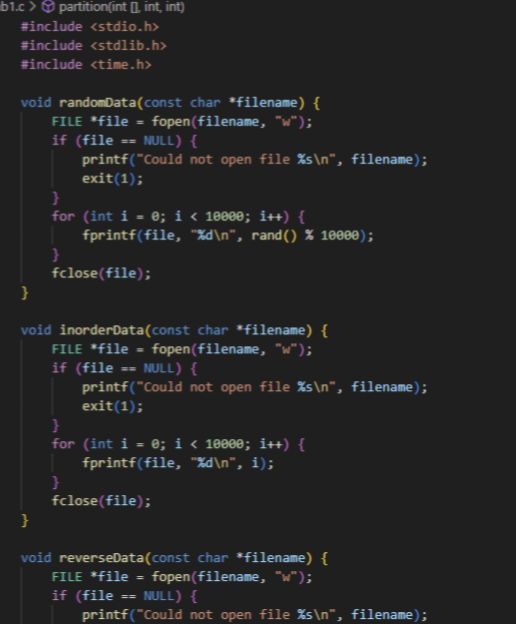 b1.c > partition(int [], int, int)
#include <stdio.h>
#include <stdlib.h>
#include <time.h>
void randomData(const char *filename) {
    FILE *file = fopen(filename, "w");
    if (file == NULL) {
        printf("Could not open file %s\n", filename);
        exit(1);
    }
    for (int i = 0; i < 10000; i++) {
        fprintf(file, "%d\n", rand() % 10000);
    }
    fclose(file);
}
void inorderData(const char *filename) {
    FILE *file = fopen(filename, "w");
    if (file == NULL) {
        printf("Could not open file %s\n", filename);
        exit(1);
    }
    for (int i = 0; i < 10000; i++) {
        fprintf(file, "%d\n", i);
    }
    fclose(file);
}
void reverseData(const char *filename) {
    FILE *file = fopen(filename, "w");
    if (file == NULL) {
        printf("Could not open file %s\n", filename);